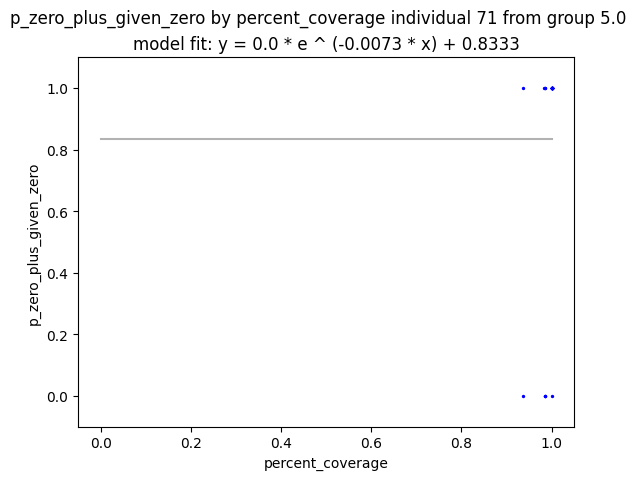 p_zero_plus_given_zero by percent_coverage individual 71 from group 5.0
model fit: y = 0.0 * e ^ (-0.0073 * x) + 0.8333
1.0
0.8
0.6
0.4
0.2
0.0
p_zero_plus_given_zero
0.0 0.2 0.4 0.6 0.8 1.0
percent_coverage